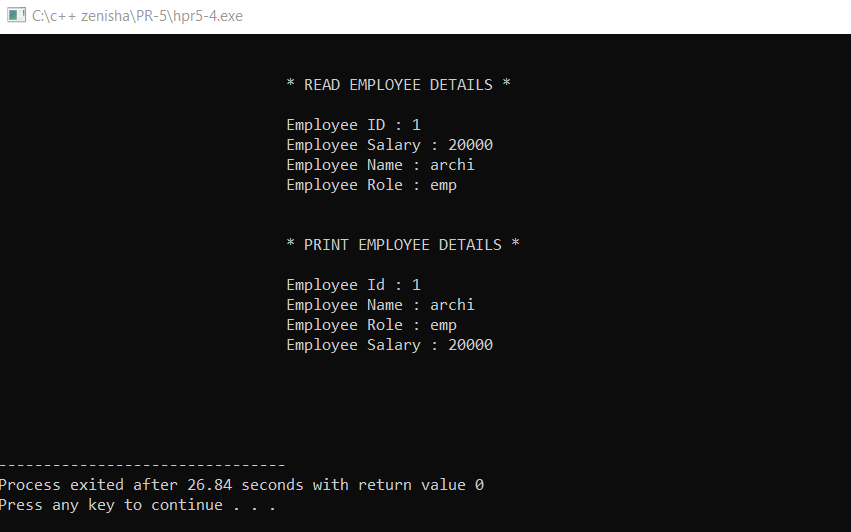 C:\c++ zenisha\PR-5\hpr5-4.exe
* READ EMPLOYEE DETAILS *
Employee ID : 1
Employee Salary : 20000
Employee Name : archi
Employee Role : emp
* PRINT EMPLOYEE DETAILS *
Employee Id : 1
Employee Name : archi
Employee Role : emp
Employee Salary : 20000
--------------------------------
Process exited after 26.84 seconds with return value 0
Press any key to continue . . .